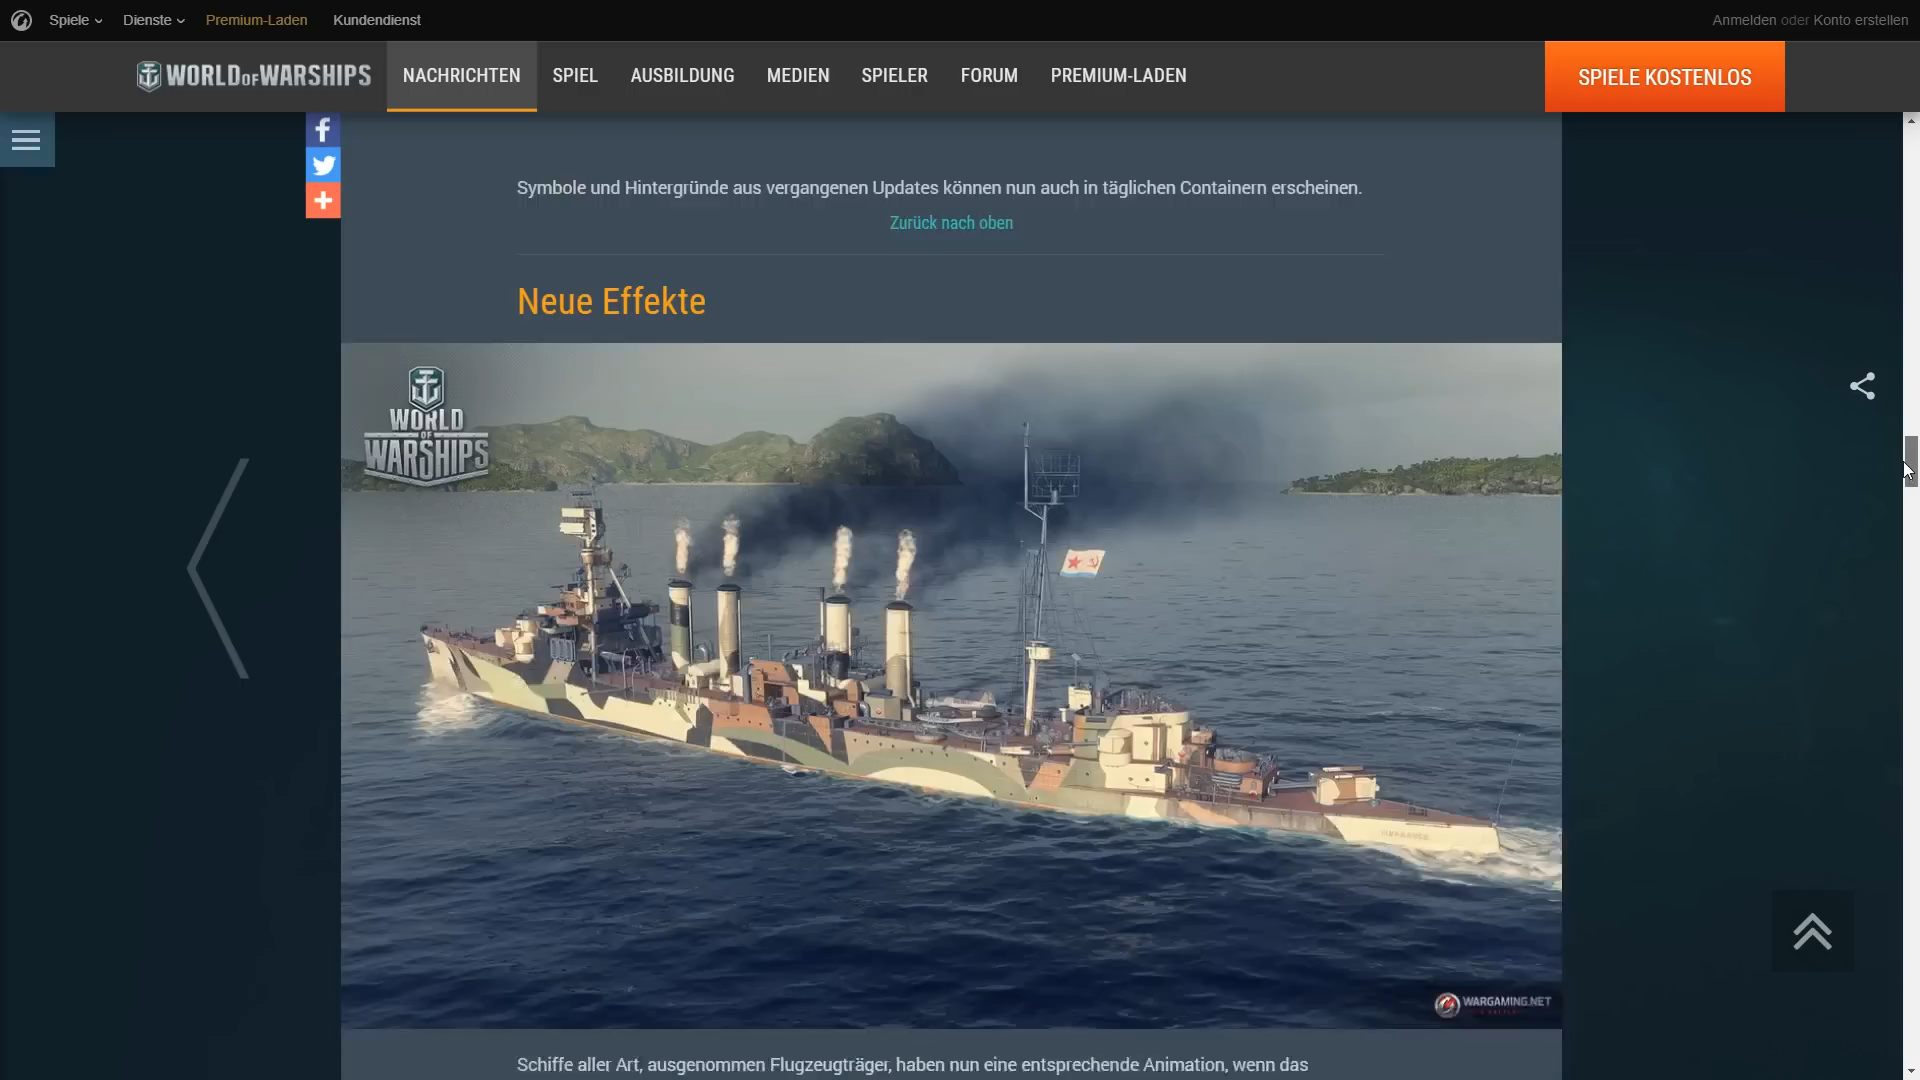 Spiele
Dienste
Premium-Laden
Kundendienst
Anmelden oder Konto erstellen
WORLD OF WARSHIPS
NACHRICHTEN
SPIEL
AUSBILDUNG
MEDIEN
SPIELER
FORUM
PREMIUM-LADEN
SPIELE KOSTENLOS
Symbole und Hintergründe aus vergangenen Updates können nun auch in täglichen Containern erscheinen.
Zurück nach oben
Neue Effekte
WORLD
OF
WARSHIPS
WARGAMING.NET
Schiffe aller Art, ausgenommen Flugzeugträger, haben nun eine entsprechende Animation, wenn das